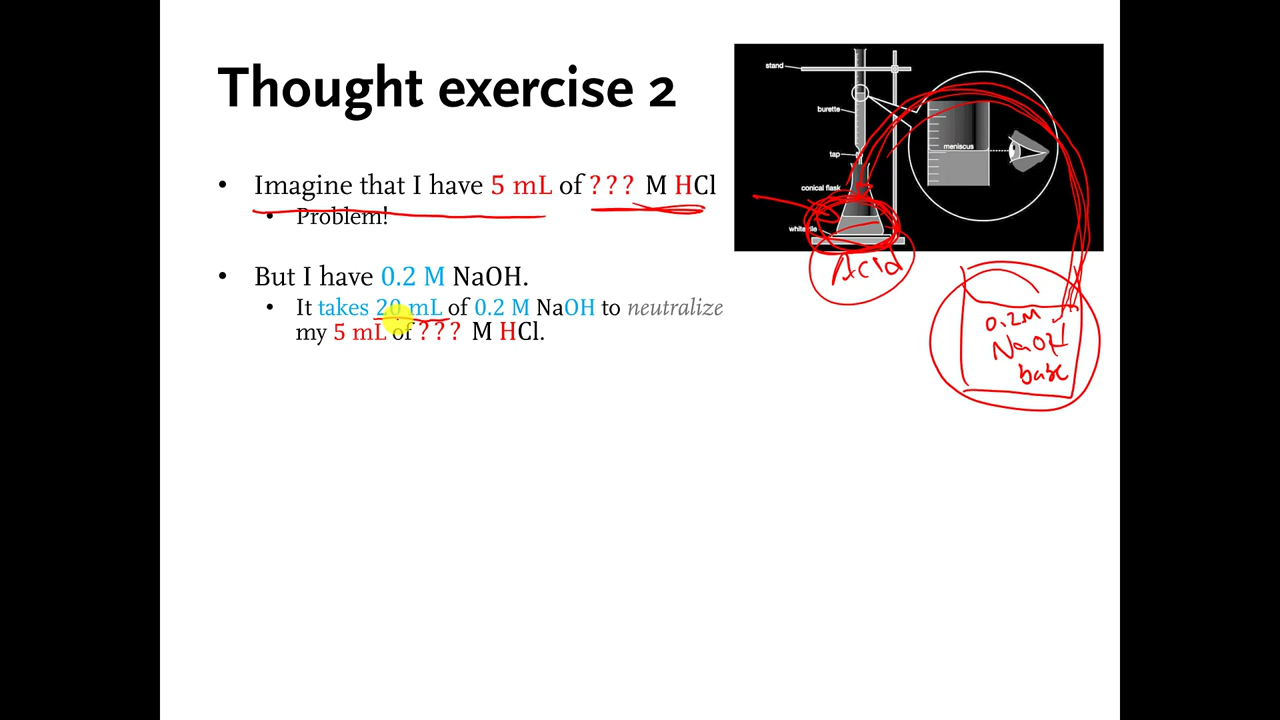 Thought exercise 2
• Imagine that I have 5 mL of ??? M HCl
• Problem!
• But I have 0.2 M NaOH.
• It takes 20 mL of 0.2 M NaOH to neutralize
my 5 mL of ??? M HCl.
stand
burette
tap
conical flask
white tile
meniscus
Acid
0.2M
NaOH
base